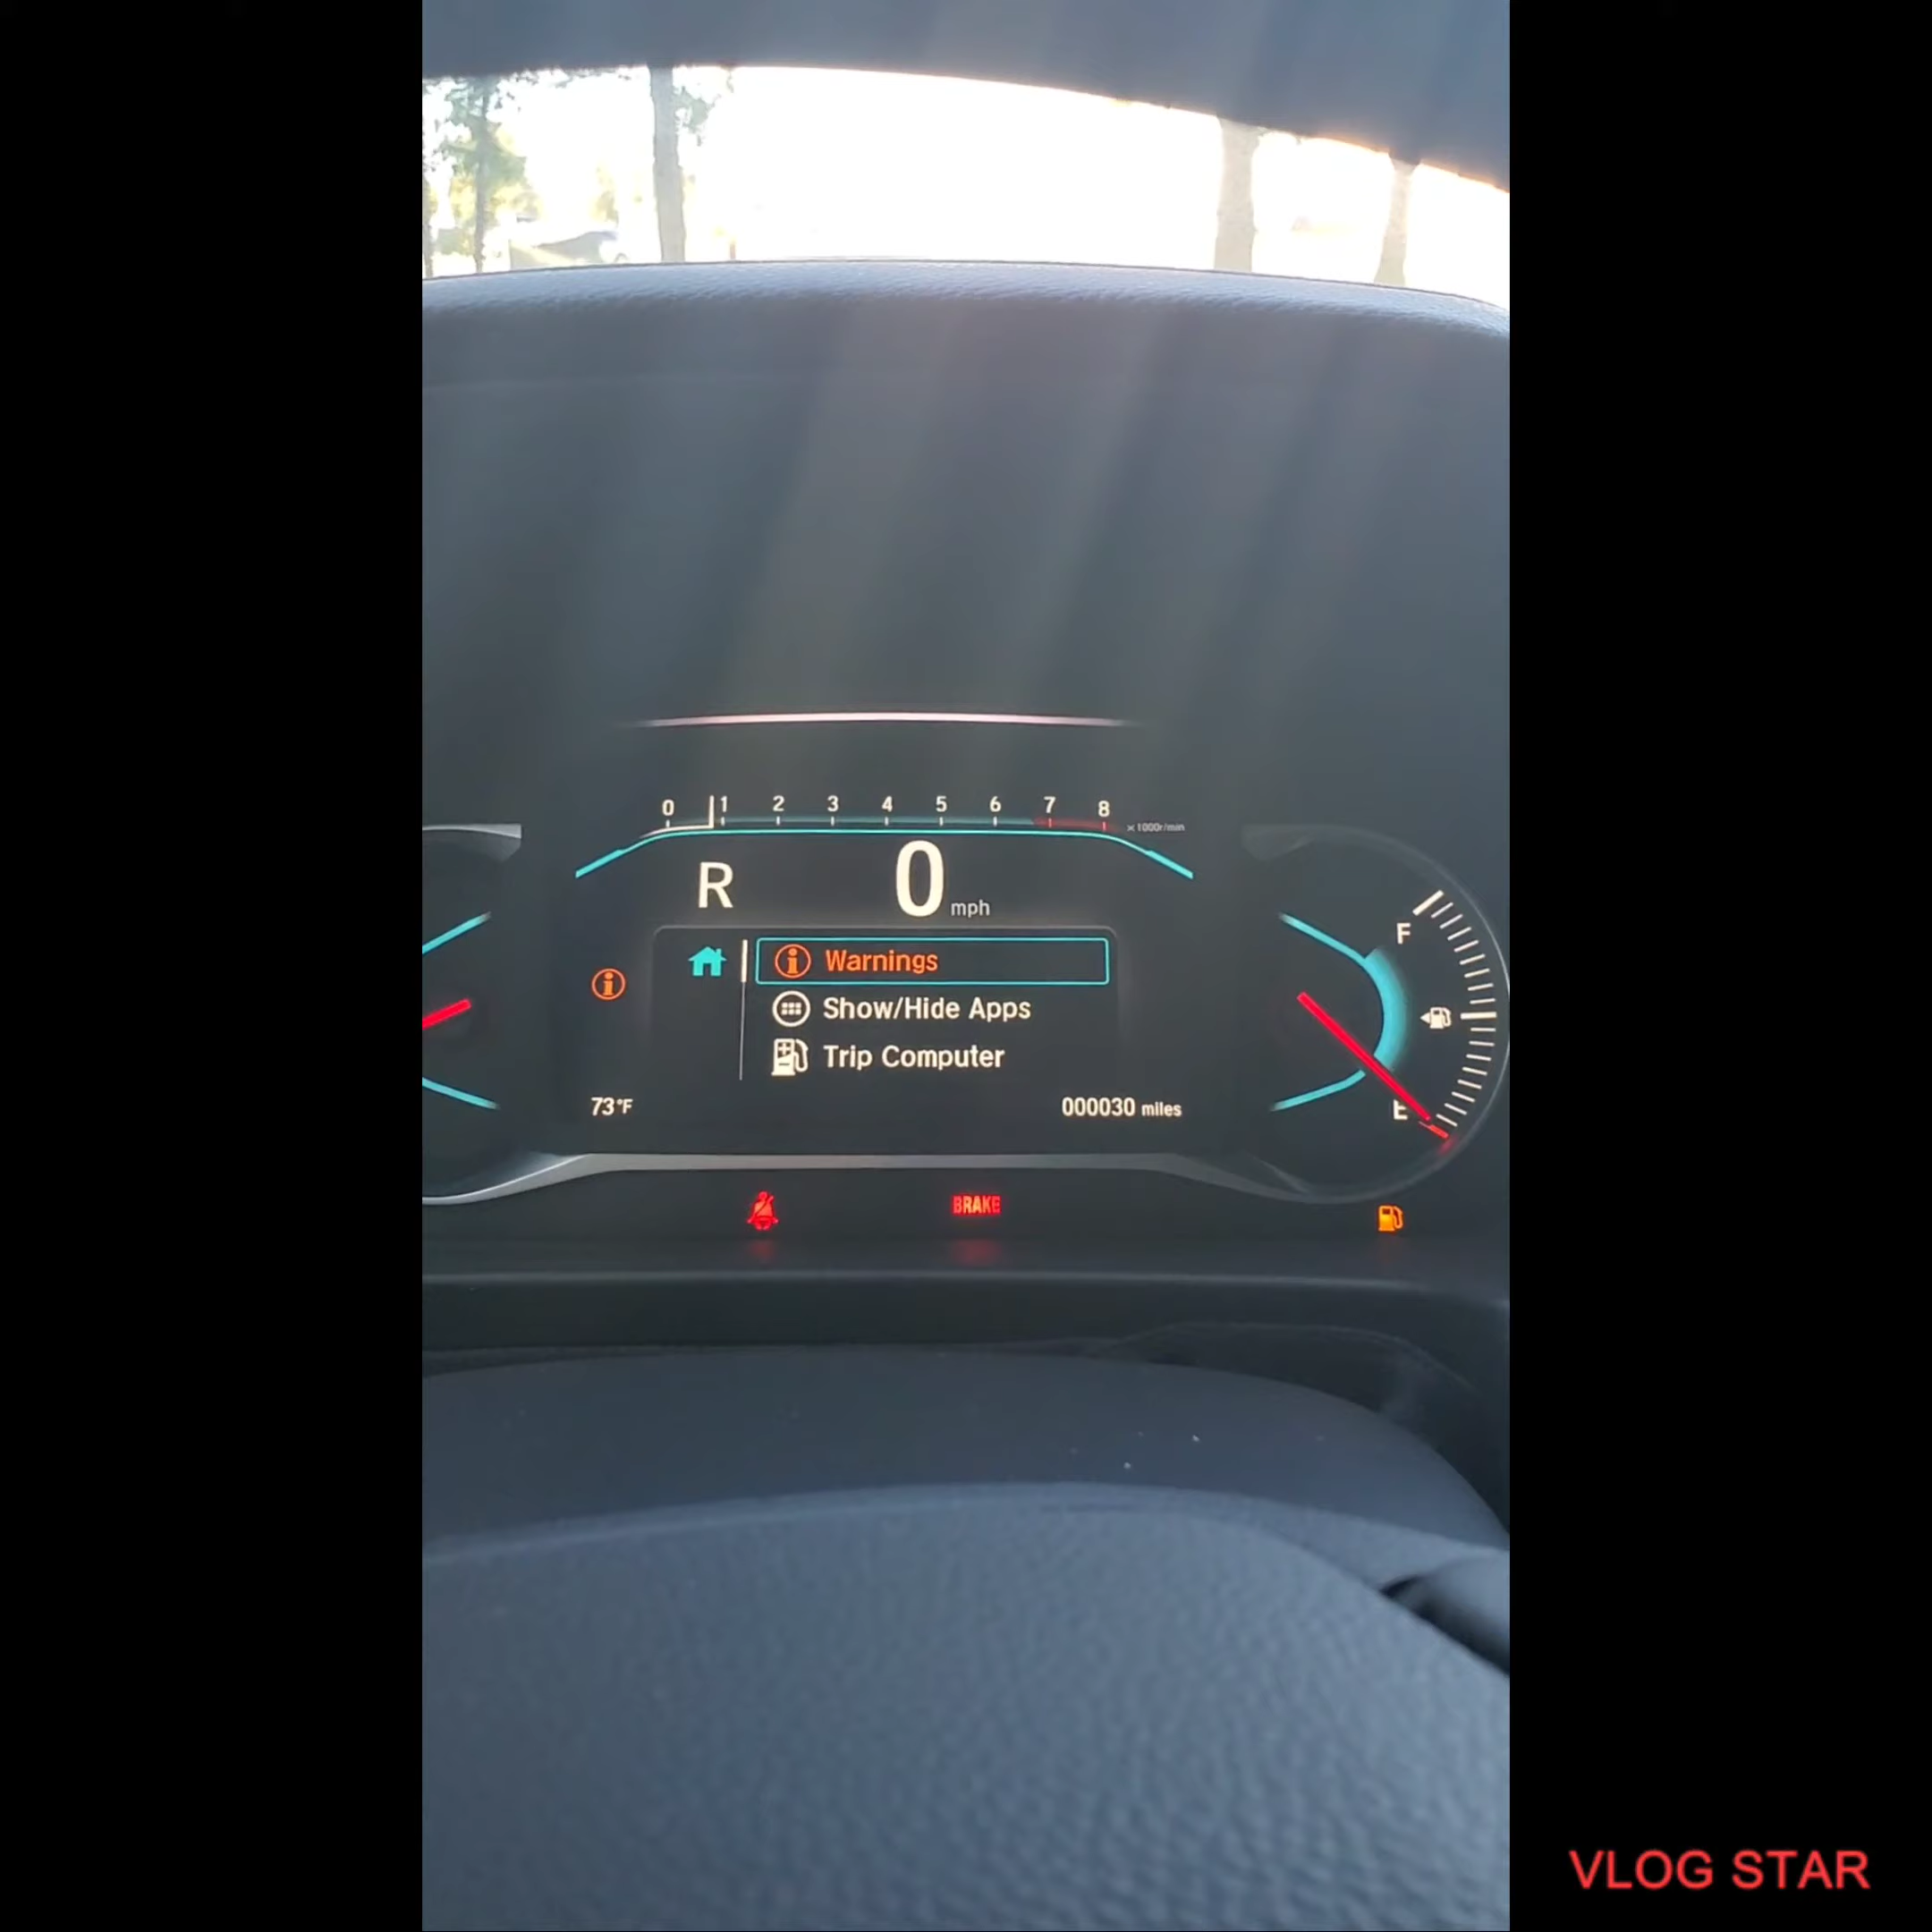 0 1 2 3 4 5 6 7 8
x1000r/min
R 0 mph
F
Warnings
Show/Hide Apps
Trip Computer
73°F
000030 miles
E
BRAKE
VLOG STAR